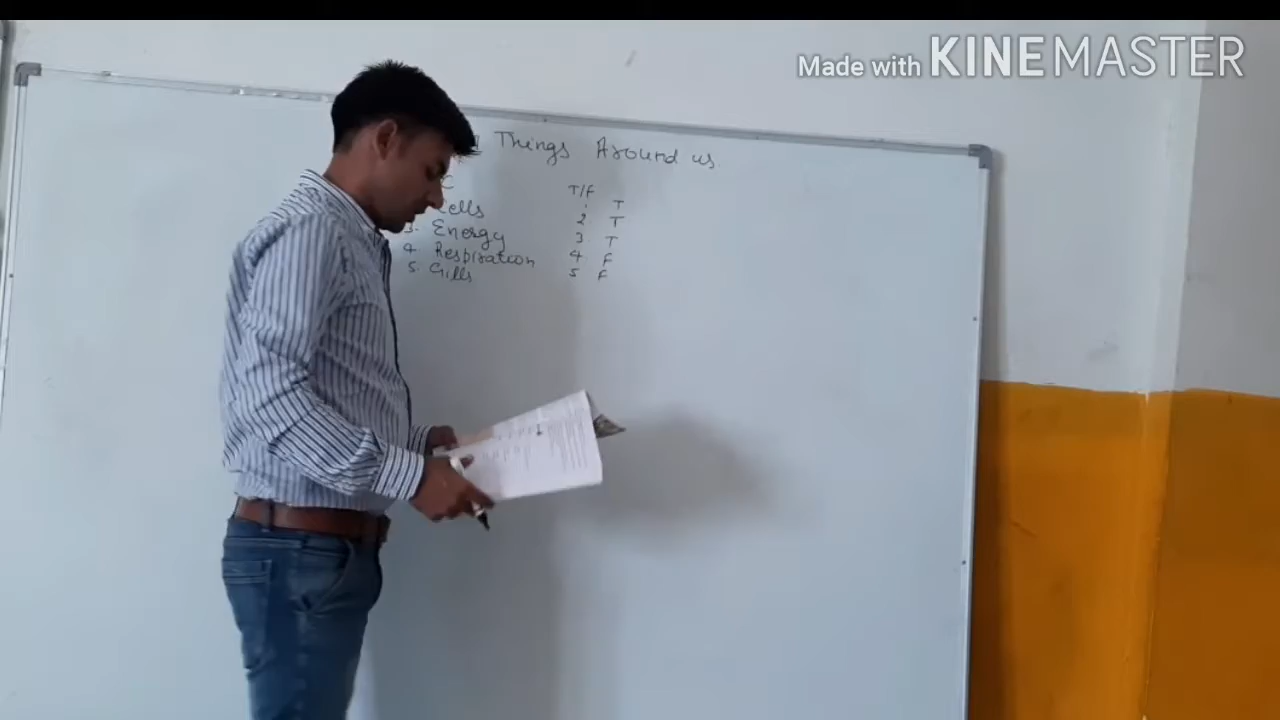 Made with KINEMASTER
Things Around us
T/F
Cells
1 T
2 T
3. Energy
3 T
4. Respiration
4 F
5. Gills
5 F